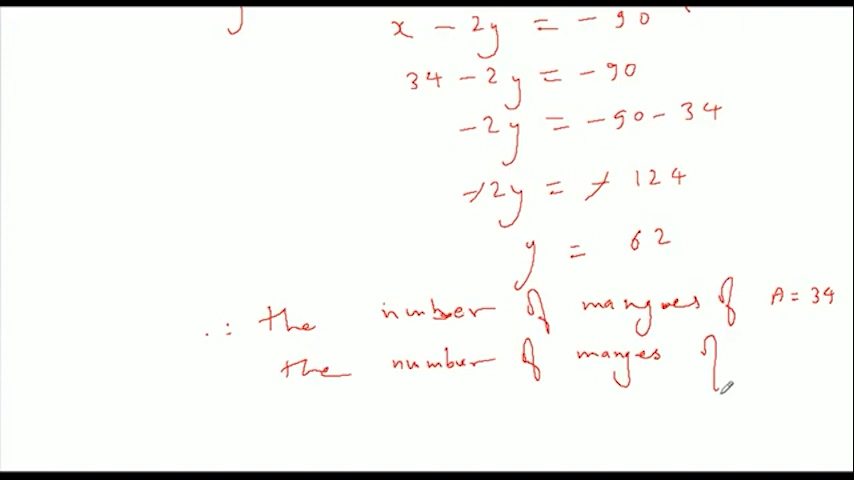 x - 2y = - 90
34 - 2y = - 90
-2y = - 90 - 34
-2y = - 124
y = 62
∴ the number of mangoes of A = 34
the number of manges of